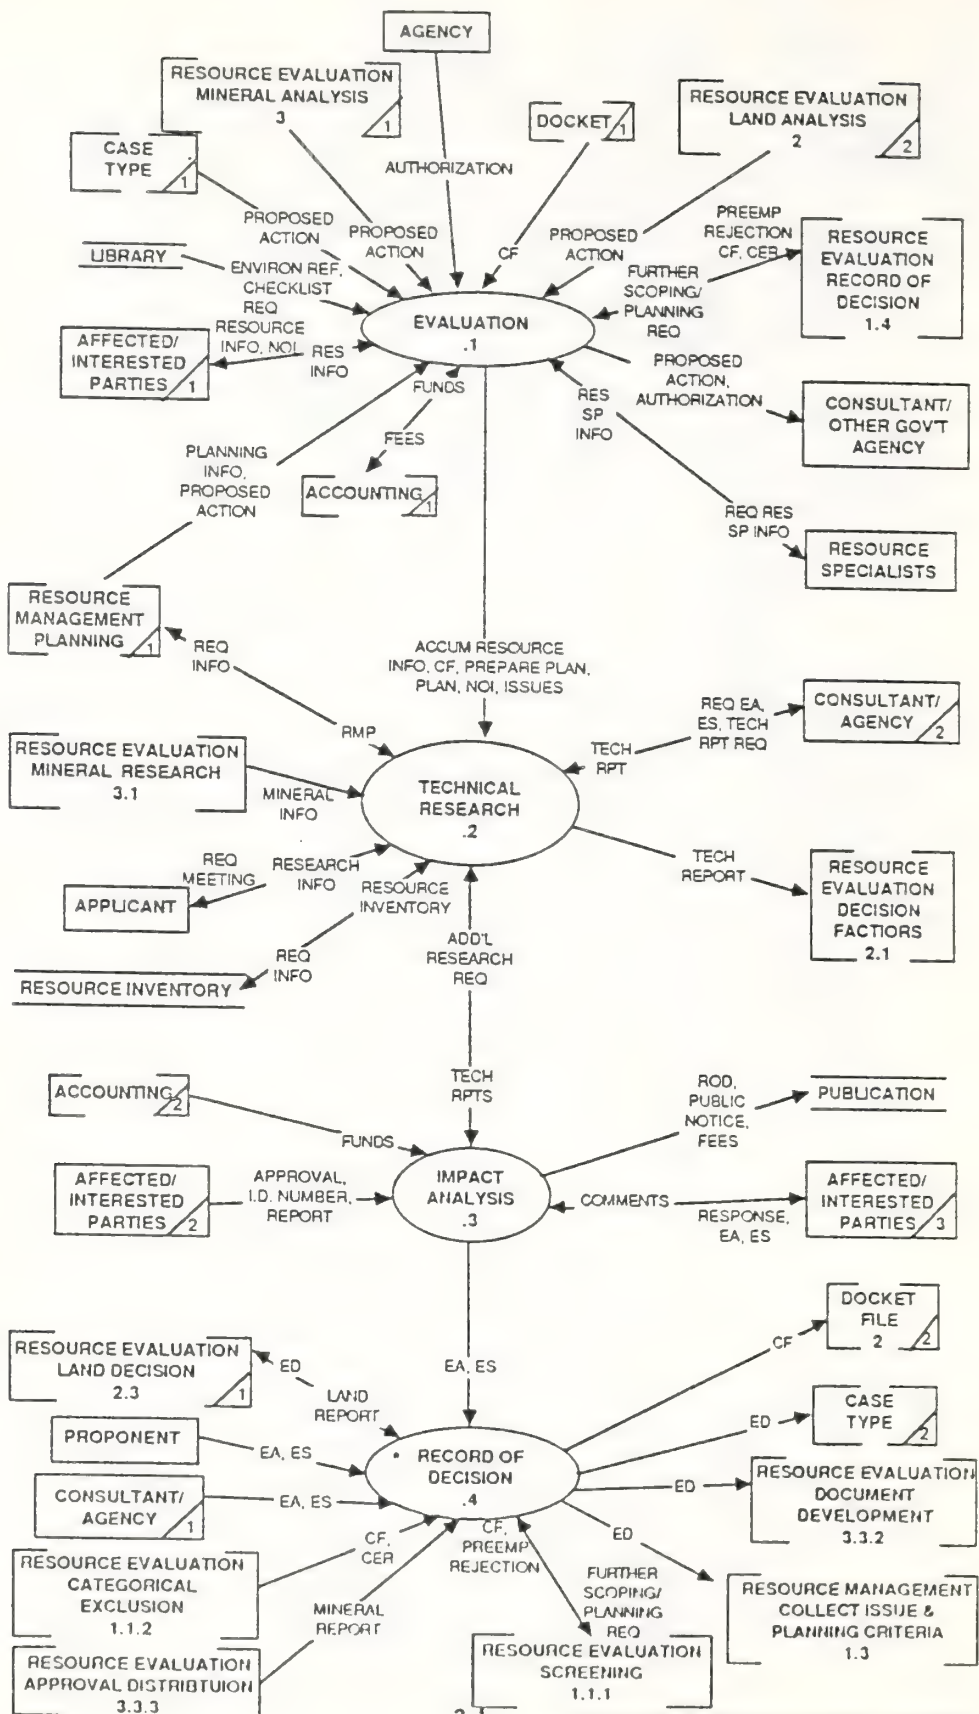 AGENCY
RESOURCE EVALUATION
MINERAL ANALYSIS
3
1
DOCKET
1
RESOURCE EVALUATION
LAND ANALYSIS
2
2
CASE
TYPE
1
AUTHORIZATION
PROPOSED
ACTION
PROPOSED
ACTION
CF
PROPOSED
ACTION
PREEMP
REJECTION
CF, CER
RESOURCE
EVALUATION
RECORD OF
DECISION
1.4
LIBRARY
ENVIRON REF,
CHECKLIST
REQ
FURTHER
SCOPING/
PLANNING
REQ
EVALUATION
.1
RESOURCE
INFO, NOI
AFFECTED/
INTERESTED
PARTIES
1
RES
INFO
FUNDS
FEES
ACCOUNTING
1
RES
SP
INFO
PROPOSED
ACTION,
AUTHORIZATION
CONSULTANT/
OTHER GOV'T
AGENCY
PLANNING
INFO,
PROPOSED
ACTION
REQ RES
SP INFO
RESOURCE
SPECIALISTS
RESOURCE
MANAGEMENT
PLANNING
1
REQ
INFO
ACCUM RESOURCE
INFO, CF, PREPARE PLAN,
PLAN, NOI, ISSUES
RMP
REQ EA,
ES, TECH
RPT REQ
CONSULTANT/
AGENCY
2
TECH
RPT
RESOURCE EVALUATION
MINERAL RESEARCH
3.1
MINERAL
INFO
TECHNICAL
RESEARCH
.2
TECH
REPORT
RESOURCE
EVALUATION
DECISION
FACTIORS
2.1
REQ
MEETING
RESEARCH
INFO
APPLICANT
RESOURCE
INVENTORY
REQ
INFO
RESOURCE INVENTORY
ADD'L
RESEARCH
REQ
TECH
RPTS
ACCOUNTING
2
FUNDS
ROD,
PUBLIC
NOTICE,
FEES
PUBLICATION
AFFECTED/
INTERESTED
PARTIES
2
APPROVAL,
I.D. NUMBER,
REPORT
IMPACT
ANALYSIS
.3
COMMENTS
RESPONSE,
EA, ES
AFFECTED/
INTERESTED
PARTIES
3
EA, ES
DOCKET
FILE
2
2
CF
RESOURCE EVALUATION
LAND DECISION
2.3
1
ED
LAND
REPORT
CASE
TYPE
2
ED
PROPONENT
EA, ES
RECORD OF
DECISION
.4
ED
RESOURCE EVALUATION
DOCUMENT
DEVELOPMENT
3.3.2
CONSULTANT/
AGENCY
1
EA, ES
CF,
CER
CF,
PREEMP
REJECTION
ED
RESOURCE EVALUATION
CATEGORICAL
EXCLUSION
1.1.2
MINERAL
REPORT
FURTHER
SCOPING/
PLANNING
REQ
RESOURCE MANAGEMENT
COLLECT ISSUE &
PLANNING CRITERIA
1.3
RESOURCE EVALUATION
APPROVAL DISTRIBTUION
3.3.3
RESOURCE EVALUATION
SCREENING
1.1.1